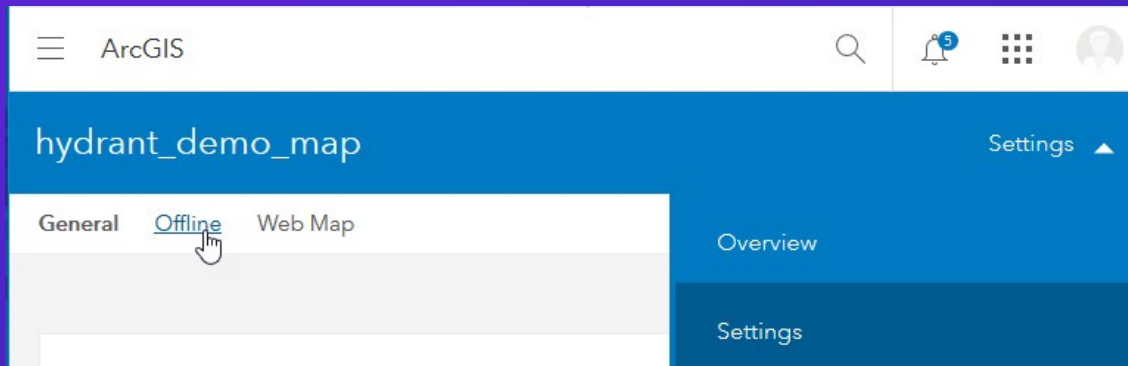 ArcGIS
5
hydrant_demo_map
Settings
General Offline Web Map
Overview
Settings